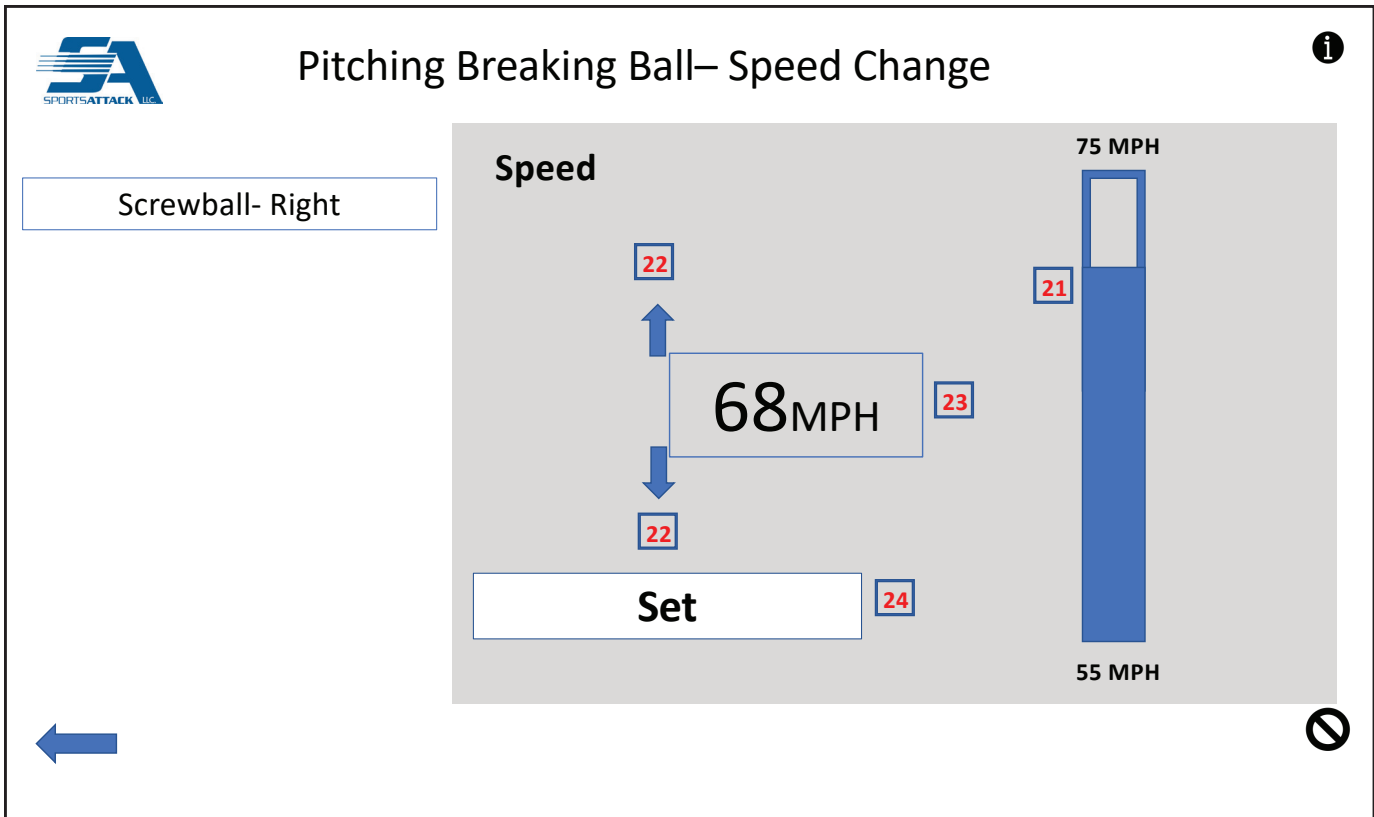 SPORTSATTACK LLC.
Pitching Breaking Ball– Speed Change
Screwball- Right
Speed
75 MPH
22
21
68MPH
23
22
Set
24
55 MPH